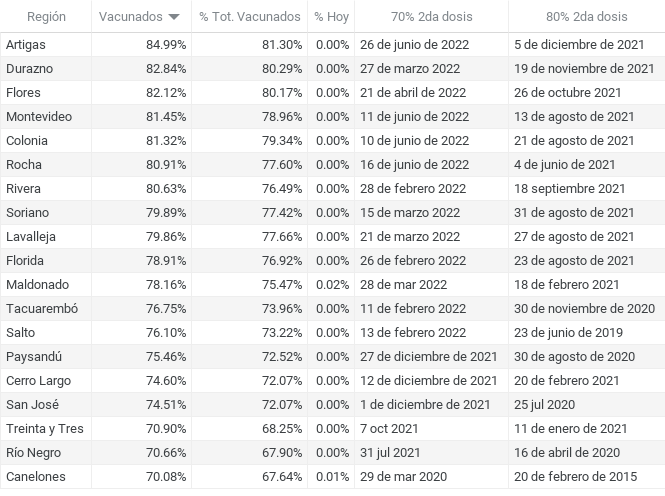 Región Vacunados % Tot. Vacunados % Hoy 70% 2da dosis 80% 2da dosis
Artigas 84.99% 81.30% 0.00% 26 de junio de 2022 5 de diciembre de 2021
Durazno 82.84% 80.29% 0.00% 27 de marzo 2022 19 de noviembre de 2021
Flores 82.12% 80.17% 0.00% 21 de abril de 2022 26 de octubre 2021
Montevideo 81.45% 78.96% 0.00% 11 de junio de 2022 13 de agosto de 2021
Colonia 81.32% 79.34% 0.00% 10 de junio de 2022 21 de agosto de 2021
Rocha 80.91% 77.60% 0.00% 16 de junio de 2022 4 de junio de 2021
Rivera 80.63% 76.49% 0.00% 28 de febrero 2022 18 septiembre 2021
Soriano 79.89% 77.42% 0.00% 15 de marzo 2022 31 de agosto de 2021
Lavalleja 79.86% 77.66% 0.00% 21 de marzo 2022 27 de agosto de 2021
Florida 78.91% 76.92% 0.00% 26 de febrero 2022 23 de agosto de 2021
Maldonado 78.16% 75.47% 0.02% 28 de mar 2022 18 de febrero 2021
Tacuarembó 76.75% 73.96% 0.00% 11 de febrero 2022 30 de noviembre de 2020
Salto 76.10% 73.22% 0.00% 13 de febrero 2022 23 de junio de 2019
Paysandú 75.46% 72.52% 0.00% 27 de diciembre de 2021 30 de agosto de 2020
Cerro Largo 74.60% 72.07% 0.00% 12 de diciembre de 2021 20 de febrero 2021
San José 74.51% 72.07% 0.00% 1 de diciembre de 2021 25 jul 2020
Treinta y Tres 70.90% 68.25% 0.00% 7 oct 2021 11 de enero de 2021
Río Negro 70.66% 67.90% 0.00% 31 jul 2021 16 de abril de 2020
Canelones 70.08% 67.64% 0.01% 29 de mar 2020 20 de febrero de 2015